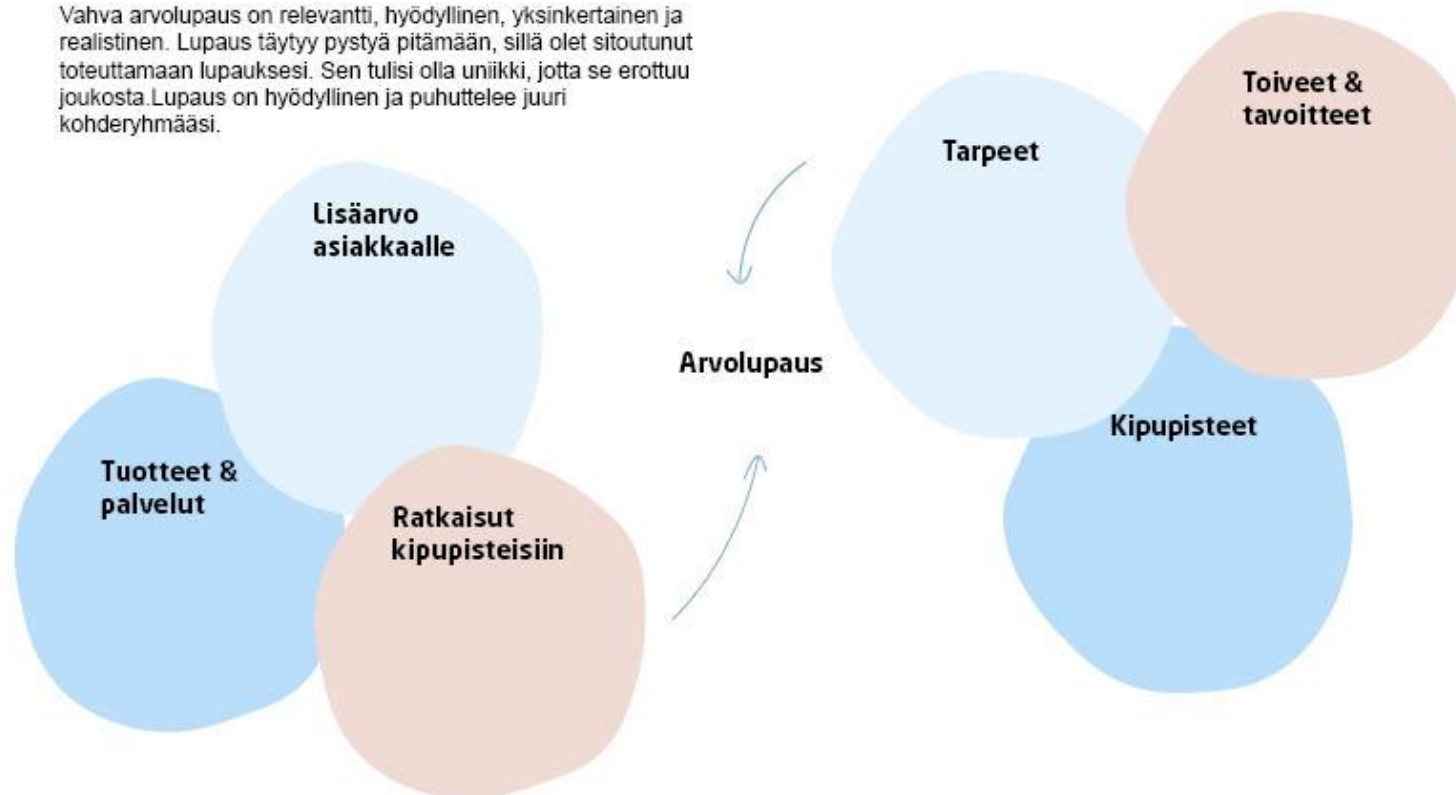 Vahva arvolupaus on relevantti, hyödyllinen, yksinkertainen ja
realistinen. Lupaus täytyy pystyä pitämään, sillä olet sitoutunut
toteuttamaan lupauksesi. Sen tulisi olla uniikki, jotta se erottuu
joukosta.Lupaus on hyödyllinen ja puhuttelee juuri
kohderyhmääsi.
Lisäarvo
asiakkaalle
Tuotteet &
palvelut
Ratkaisut
kipupisteisiin
Arvolupaus
Tarpeet
Toiveet &
tavoitteet
Kipupisteet